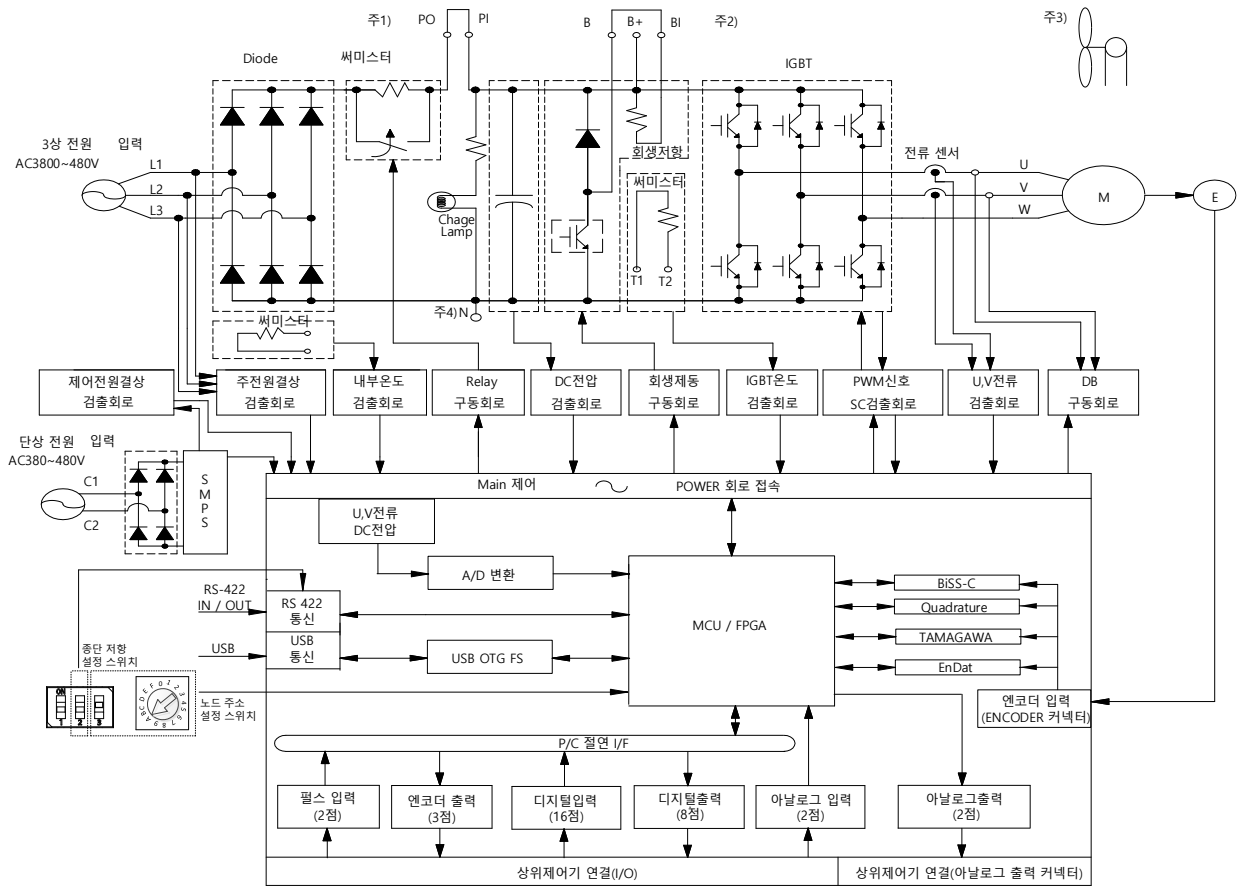 주1)
PO
PI
B
B+
BI
주2)
주3)
Diode
써미스터
IGBT
3상 전원 입력
AC3800~480V
L1
L2
L3
Chage
Lamp
회생저항
써미스터
T1
T2
전류 센서
U
V
W
M
E
써미스터
주4)N
제어전원결상
검출회로
주전원결상
검출회로
내부온도
검출회로
Relay
구동회로
DC전압
검출회로
회생제동
구동회로
IGBT온도
검출회로
PWM신호
SC검출회로
U,V전류
검출회로
DB
구동회로
단상 전원 입력
AC380~480V
C1
C2
S
M
P
S
Main 제어
POWER 회로 접속
U,V전류
DC전압
A/D 변환
MCU / FPGA
BiSS-C
Quadrature
TAMAGAWA
EnDat
RS-422
IN / OUT
RS 422
통신
USB
USB
통신
USB OTG FS
종단 저항
설정 스위치
ON
1
2
3
0 1 2 3 4 5 6 7 8 9 A B C D E F
노드 주소
설정 스위치
엔코더 입력
(ENCODER 커넥터)
P/C 절연 I/F
펄스 입력
(2점)
엔코더 출력
(3점)
디지털입력
(16점)
디지털출력
(8점)
아날로그 입력
(2점)
아날로그출력
(2점)
상위제어기 연결(I/O)
상위제어기 연결(아날로그 출력 커넥터)